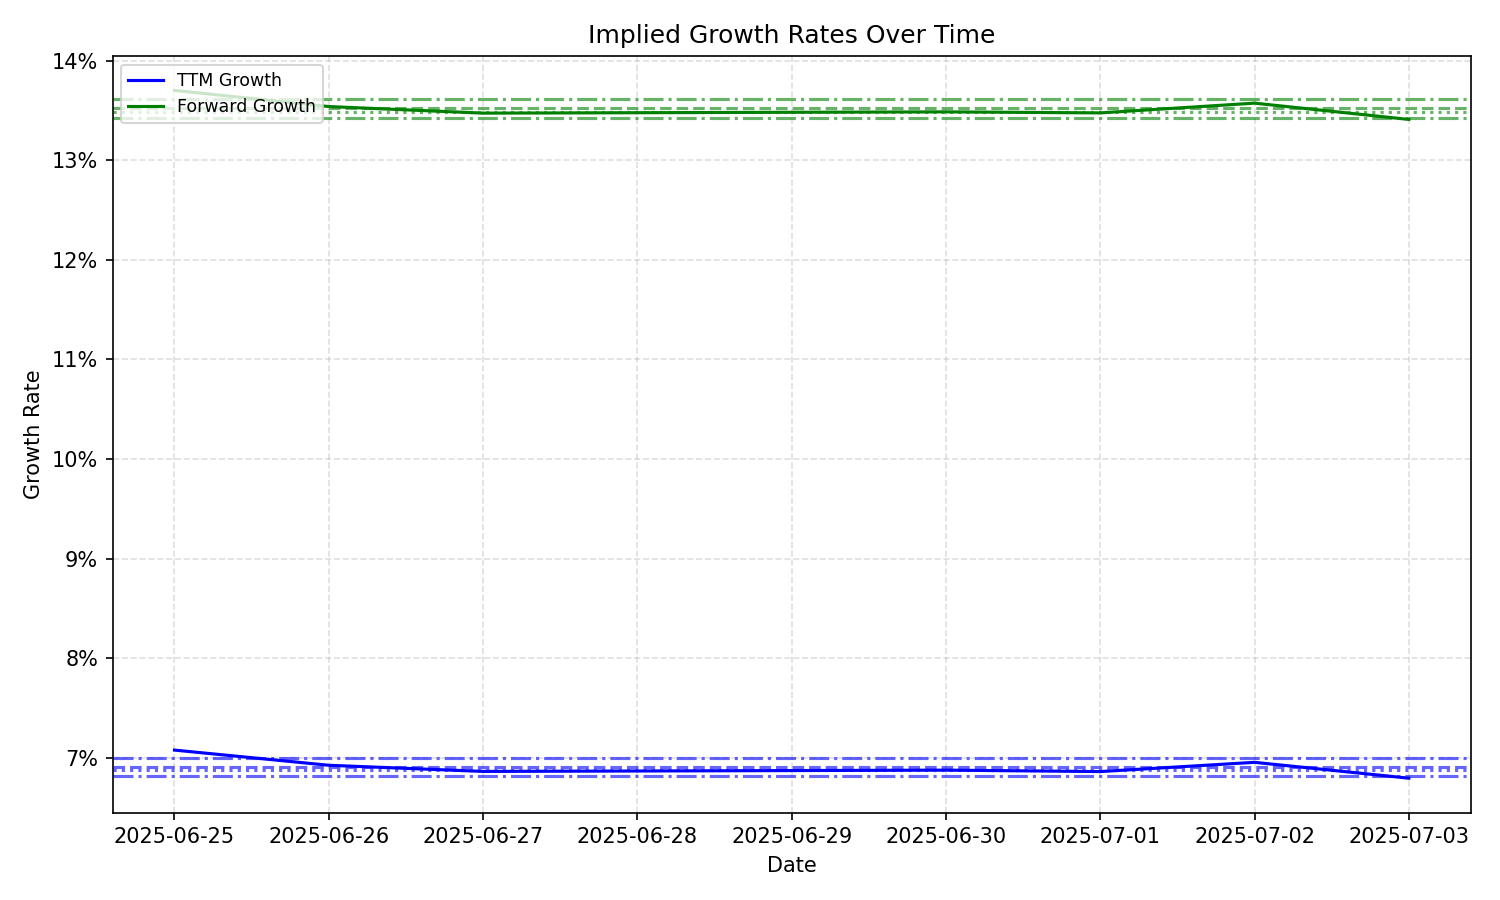 Implied Growth Rates Over Time
TTM Growth
Forward Growth
14%
13%
12%
11%
10%
9%
8%
7%
Growth Rate
2025-06-25 2025-06-26 2025-06-27 2025-06-28 2025-06-29 2025-06-30 2025-07-01 2025-07-02 2025-07-03
Date